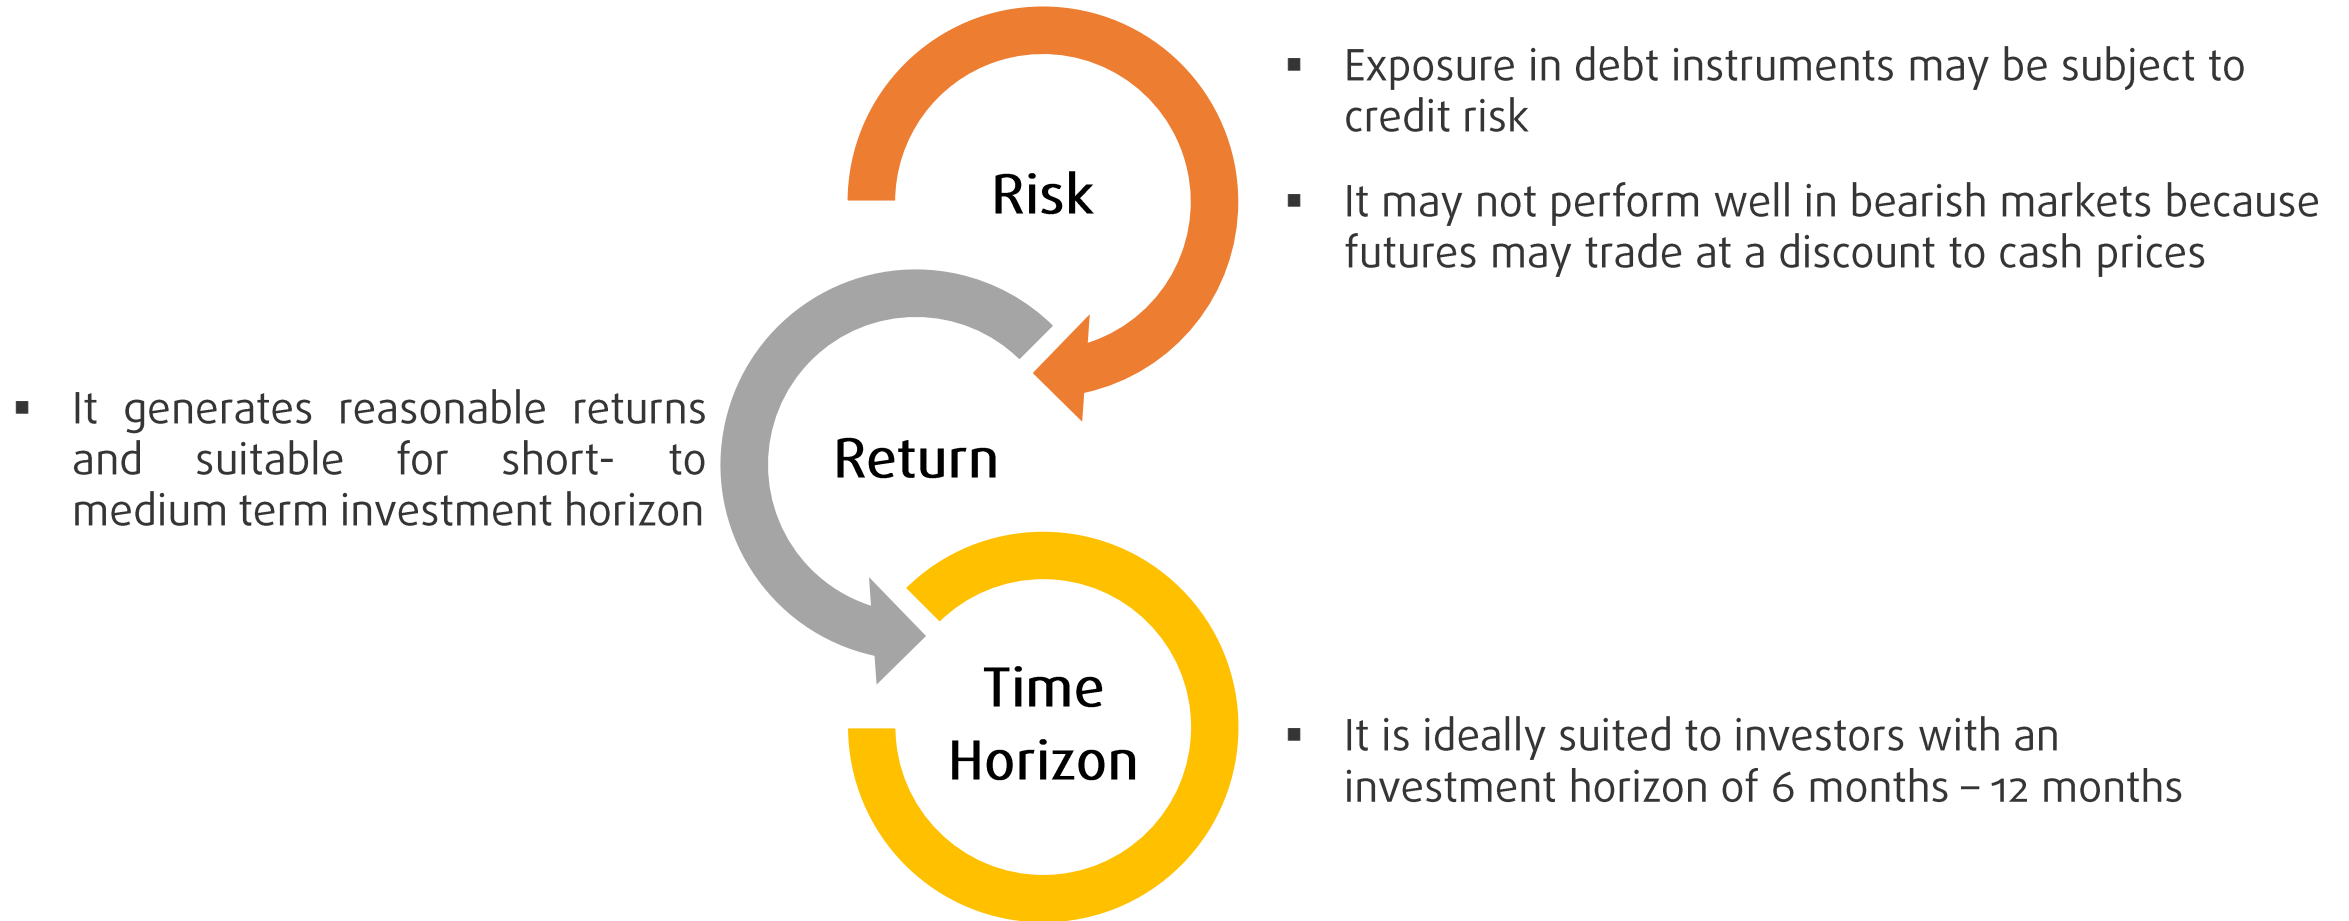 Risk
▪ Exposure in debt instruments may be subject to
credit risk
▪ It may not perform well in bearish markets because
futures may trade at a discount to cash prices
Return
▪ It generates reasonable returns
and suitable for short- to
medium term investment horizon
Time
Horizon
▪ It is ideally suited to investors with an
investment horizon of 6 months – 12 months